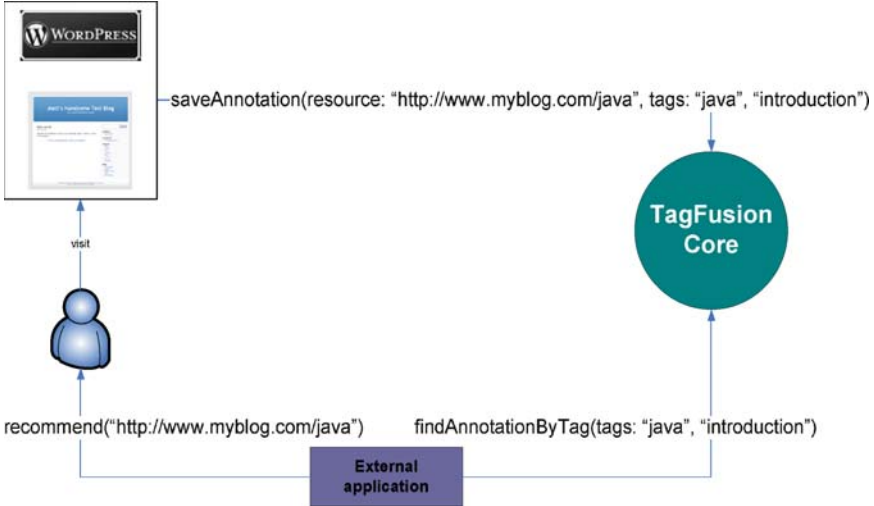 WORDPRESS
saveAnnotation(resource: “http://www.myblog.com/java”, tags: “java”, “introduction”)
TagFusion
Core
visit
recommend(“http://www.myblog.com/java”)
findAnnotationByTag(tags: “java”, “introduction”)
External
application